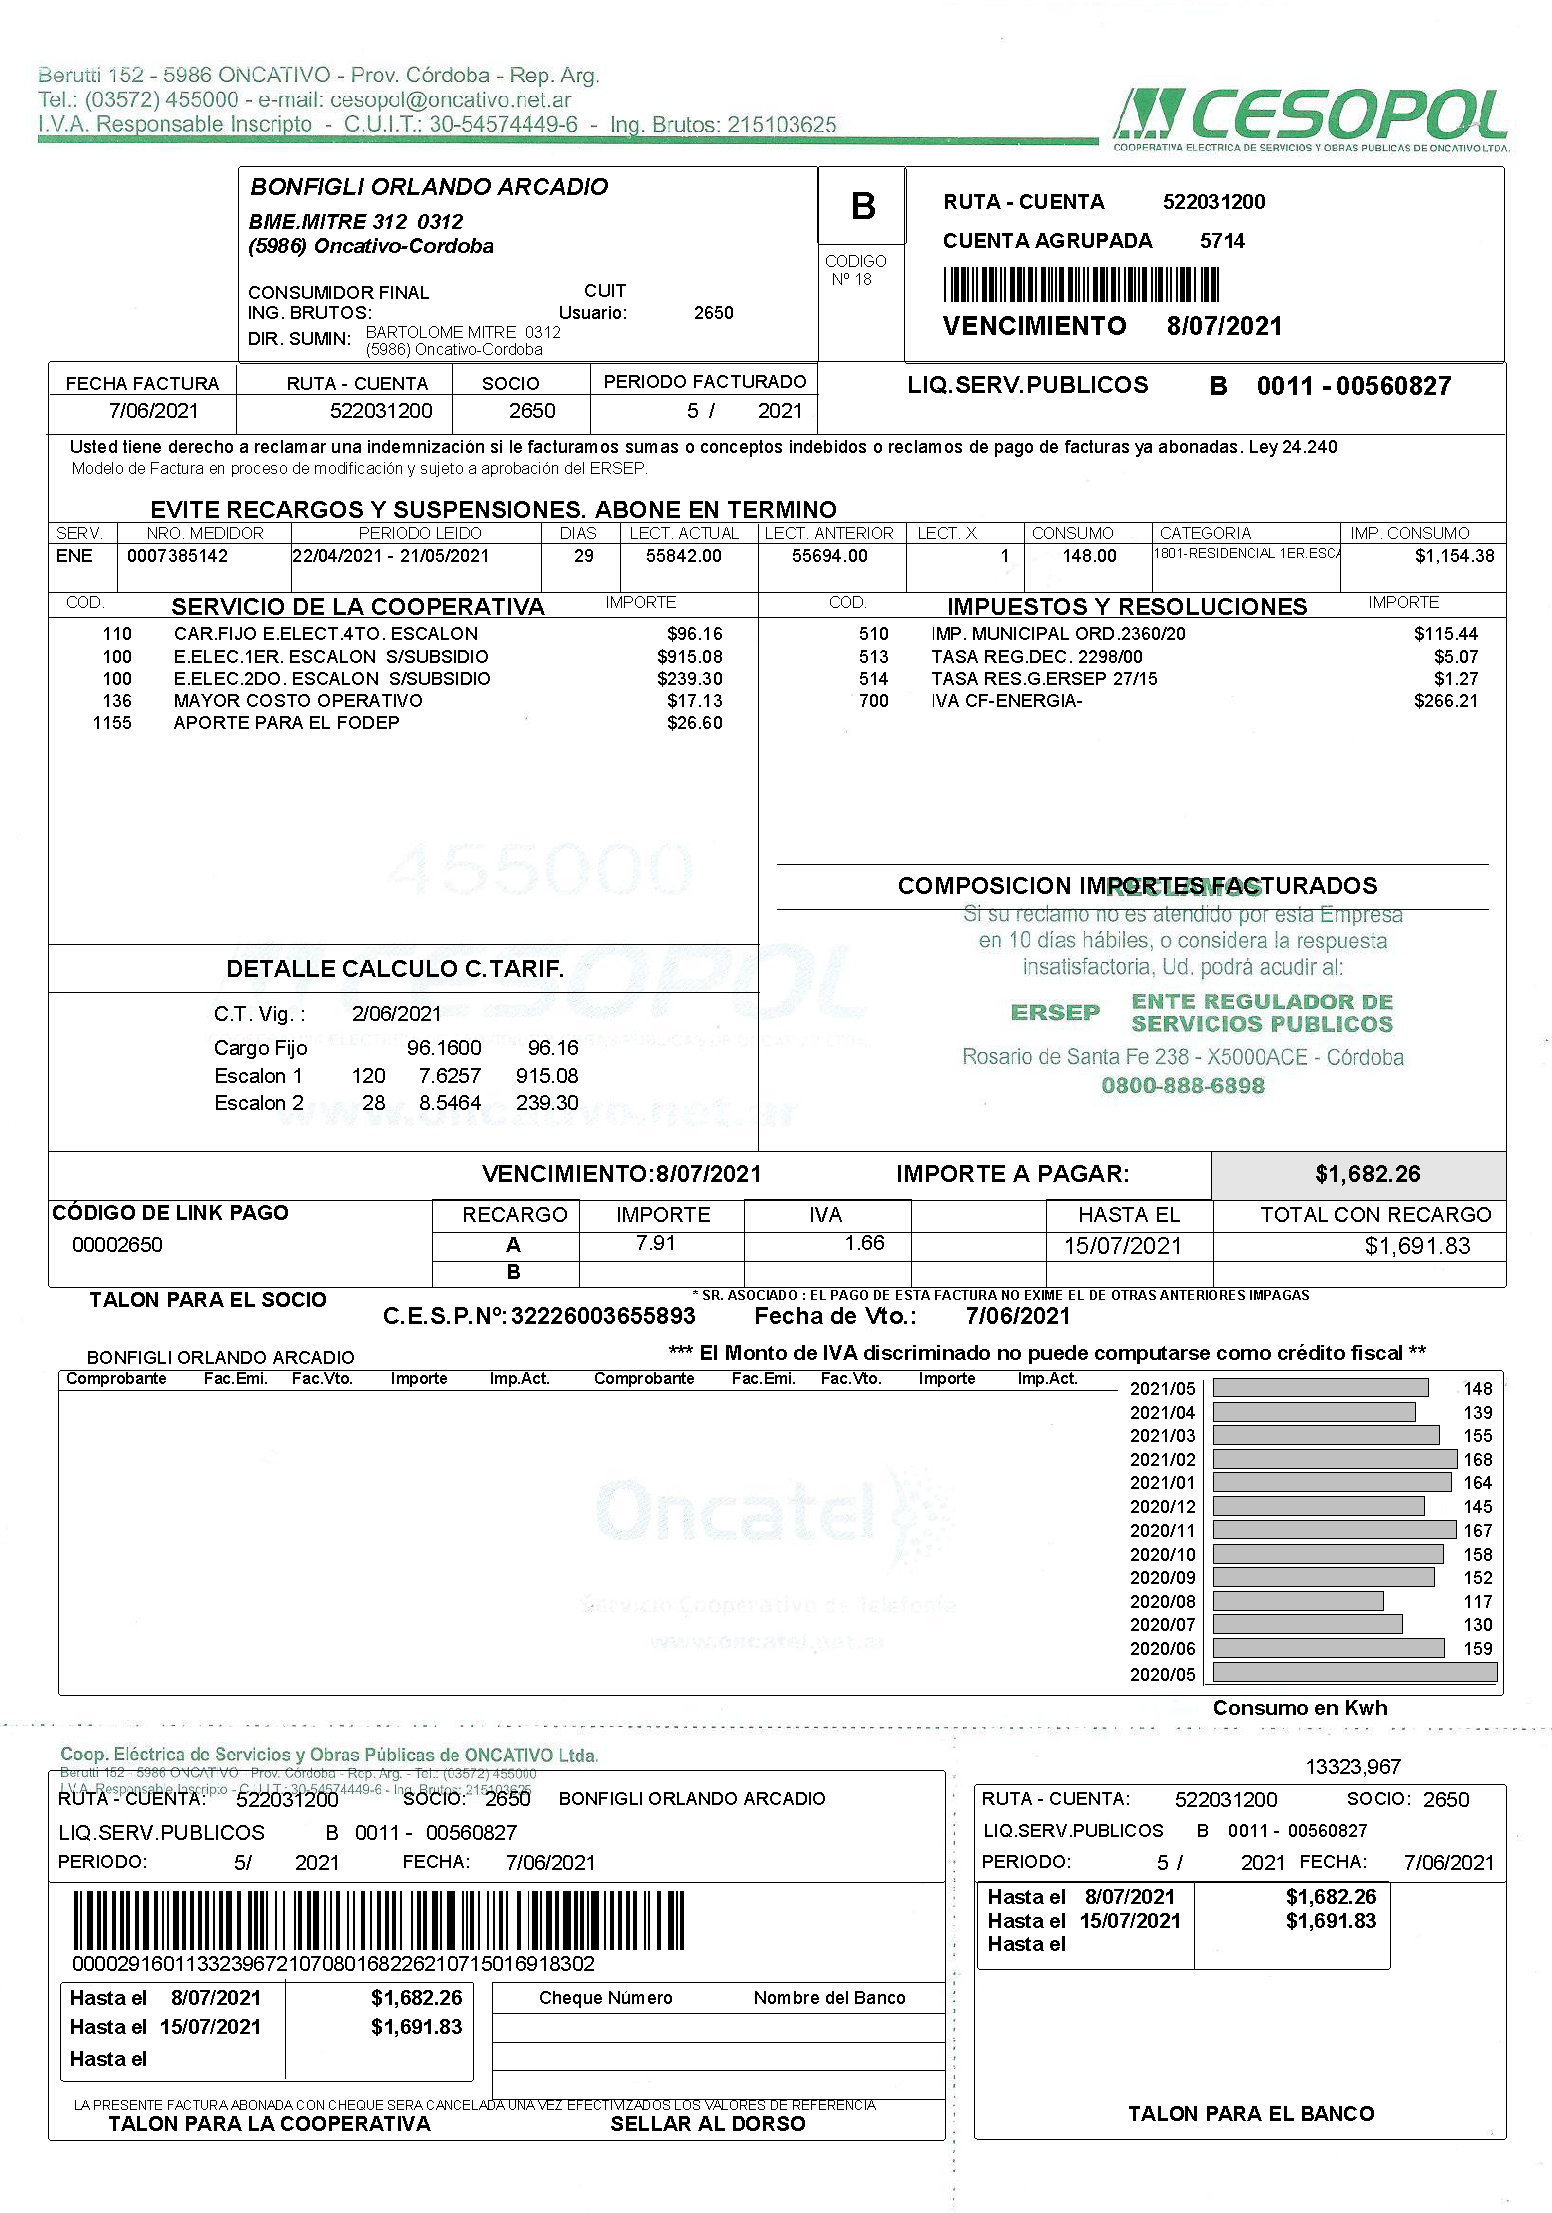 Berutti 152 - 5986 ONCATIVO - Prov. Córdoba - Rep. Arg.
Tel.: (03572) 455000 - e-mail: cesopol@oncativo.net.ar
I.V.A. Responsable Inscripto - C.U.I.T.: 30-54574449-6 - Ing. Brutos: 215103625
CESOPOL
COOPERATIVA ELECTRICA DE SERVICIOS Y OBRAS PUBLICAS DE ONCATIVO LTDA.
BONFIGLI ORLANDO ARCADIO
BME.MITRE 312 0312
(5986) Oncativo-Cordoba
CONSUMIDOR FINAL CUIT
ING. BRUTOS: Usuario: 2650
DIR. SUMIN: BARTOLOME MITRE 0312
(5986) Oncativo-Cordoba
B
CODIGO
Nº 18
RUTA - CUENTA 522031200
CUENTA AGRUPADA 5714
VENCIMIENTO 8/07/2021
FECHA FACTURA RUTA - CUENTA SOCIO PERIODO FACTURADO
7/06/2021 522031200 2650 5 / 2021
LIQ.SERV.PUBLICOS B 0011 - 00560827
Usted tiene derecho a reclamar una indemnización si le facturamos sumas o conceptos indebidos o reclamos de pago de facturas ya abonadas. Ley 24.240
Modelo de Factura en proceso de modificación y sujeto a aprobación del ERSEP.
EVITE RECARGOS Y SUSPENSIONES. ABONE EN TERMINO
SERV. NRO. MEDIDOR PERIODO LEIDO DIAS LECT. ACTUAL LECT. ANTERIOR LECT. X CONSUMO CATEGORIA IMP. CONSUMO
ENE 0007385142 22/04/2021 - 21/05/2021 29 55842.00 55694.00 1 148.00 1801-RESIDENCIAL 1ER.ESCA $1,154.38
COD. SERVICIO DE LA COOPERATIVA IMPORTE COD. IMPUESTOS Y RESOLUCIONES IMPORTE
110 CAR.FIJO E.ELECT.4TO. ESCALON $96.16 510 IMP. MUNICIPAL ORD.2360/20 $115.44
100 E.ELEC.1ER. ESCALON S/SUBSIDIO $915.08 513 TASA REG.DEC. 2298/00 $5.07
100 E.ELEC.2DO. ESCALON S/SUBSIDIO $239.30 514 TASA RES.G.ERSEP 27/15 $1.27
136 MAYOR COSTO OPERATIVO $17.13 700 IVA CF-ENERGIA- $266.21
1155 APORTE PARA EL FODEP $26.60
455000
CESOPOL
www.oncativo.net.ar
COMPOSICION IMPORTES FACTURADOS
RECLAMOS
Si su reclamo no es atendido por esta Empresa
en 10 días hábiles, o considera la respuesta
insatisfactoria, Ud. podrá acudir al:
ERSEP ENTE REGULADOR DE
SERVICIOS PUBLICOS
Rosario de Santa Fe 238 - X5000ACE - Córdoba
0800-888-6898
DETALLE CALCULO C.TARIF.
C.T. Vig. : 2/06/2021
Cargo Fijo 96.1600 96.16
Escalon 1 120 7.6257 915.08
Escalon 2 28 8.5464 239.30
VENCIMIENTO:8/07/2021 IMPORTE A PAGAR: $1,682.26
CÓDIGO DE LINK PAGO RECARGO IMPORTE IVA HASTA EL TOTAL CON RECARGO
00002650 A 7.91 1.66 15/07/2021 $1,691.83
B
TALON PARA EL SOCIO * SR. ASOCIADO : EL PAGO DE ESTA FACTURA NO EXIME EL DE OTRAS ANTERIORES IMPAGAS
C.E.S.P.Nº: 32226003655893 Fecha de Vto.: 7/06/2021
BONFIGLI ORLANDO ARCADIO *** El Monto de IVA discriminado no puede computarse como crédito fiscal **
Comprobante Fac.Emi. Fac.Vto. Importe Imp.Act. Comprobante Fac.Emi. Fac.Vto. Importe Imp.Act.
2021/05 148
2021/04 139
2021/03 155
2021/02 168
2021/01 164
2020/12 145
2020/11 167
2020/10 158
2020/09 152
2020/08 117
2020/07 130
2020/06 159
2020/05
Consumo en Kwh
Oncatel
Servicio Cooperativo de Telefonía
www.oncatel.net.ar
Coop. Eléctrica de Servicios y Obras Públicas de ONCATIVO Ltda.
Berutti 152 - 5986 ONCATIVO - Prov. Córdoba - Rep. Arg. - Tel.: (03572) 455000
I.V.A. Responsable Inscripto - C.U.I.T.: 30-54574449-6 - Ing. Brutos: 215103625
RUTA - CUENTA: 522031200 SOCIO: 2650 BONFIGLI ORLANDO ARCADIO
LIQ.SERV.PUBLICOS B 0011 - 00560827
PERIODO: 5/ 2021 FECHA: 7/06/2021
0000291601133239672107080168226210715016918302
Hasta el 8/07/2021 $1,682.26
Hasta el 15/07/2021 $1,691.83
Hasta el
Cheque Número Nombre del Banco
LA PRESENTE FACTURA ABONADA CON CHEQUE SERA CANCELADA UNA VEZ EFECTIVIZADOS LOS VALORES DE REFERENCIA
TALON PARA LA COOPERATIVA SELLAR AL DORSO
13323,967
RUTA - CUENTA: 522031200 SOCIO: 2650
LIQ.SERV.PUBLICOS B 0011 - 00560827
PERIODO: 5 / 2021 FECHA: 7/06/2021
Hasta el 8/07/2021 $1,682.26
Hasta el 15/07/2021 $1,691.83
Hasta el
TALON PARA EL BANCO